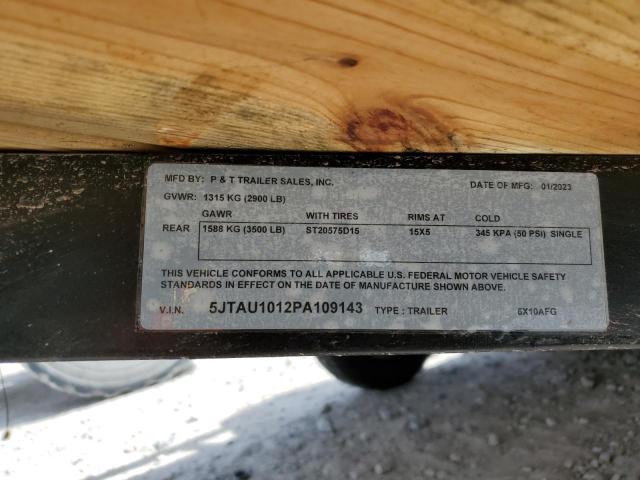 MFD BY: P & T TRAILER SALES, INC. DATE OF MFG: 01/2023
GVWR: 1315 KG (2900 LB)
GAWR WITH TIRES RIMS AT COLD
REAR 1588 KG (3500 LB) ST20575D15 15X5 345 KPA (50 PSI) SINGLE
THIS VEHICLE CONFORMS TO ALL APPLICABLE U.S. FEDERAL MOTOR VEHICLE SAFETY
STANDARDS IN EFFECT ON THE DATE OF MANUFACTURE SHOWN ABOVE.
V.I.N. 5JTAU1012PA109143 TYPE : TRAILER 5X10AFG